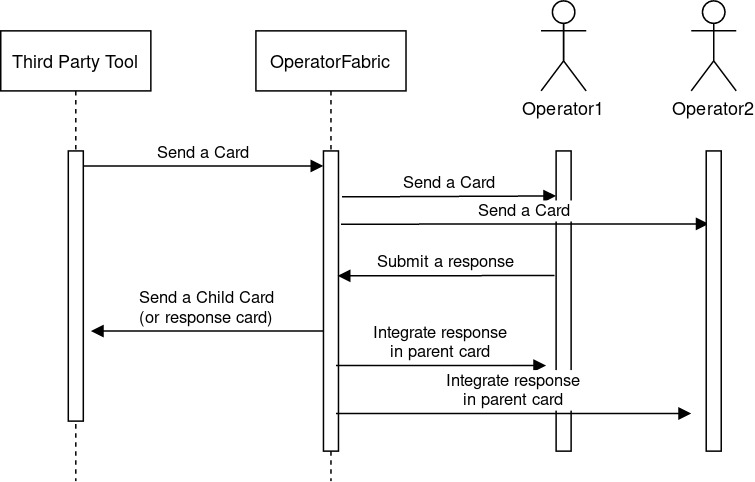 Third Party Tool
OperatorFabric
Operator1
Operator2
Send a Card
Send a Card
Send a Card
Submit a response
Send a Child Card
(or response card)
Integrate response
in parent card
Integrate response
in parent card